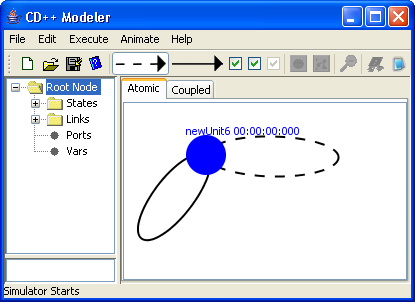 CD++ Modeler
File Edit Execute Animate Help
Root Node
States
Links
Ports
Vars
Atomic Coupled
newUnit6 00:00:00:000
Simulator Starts